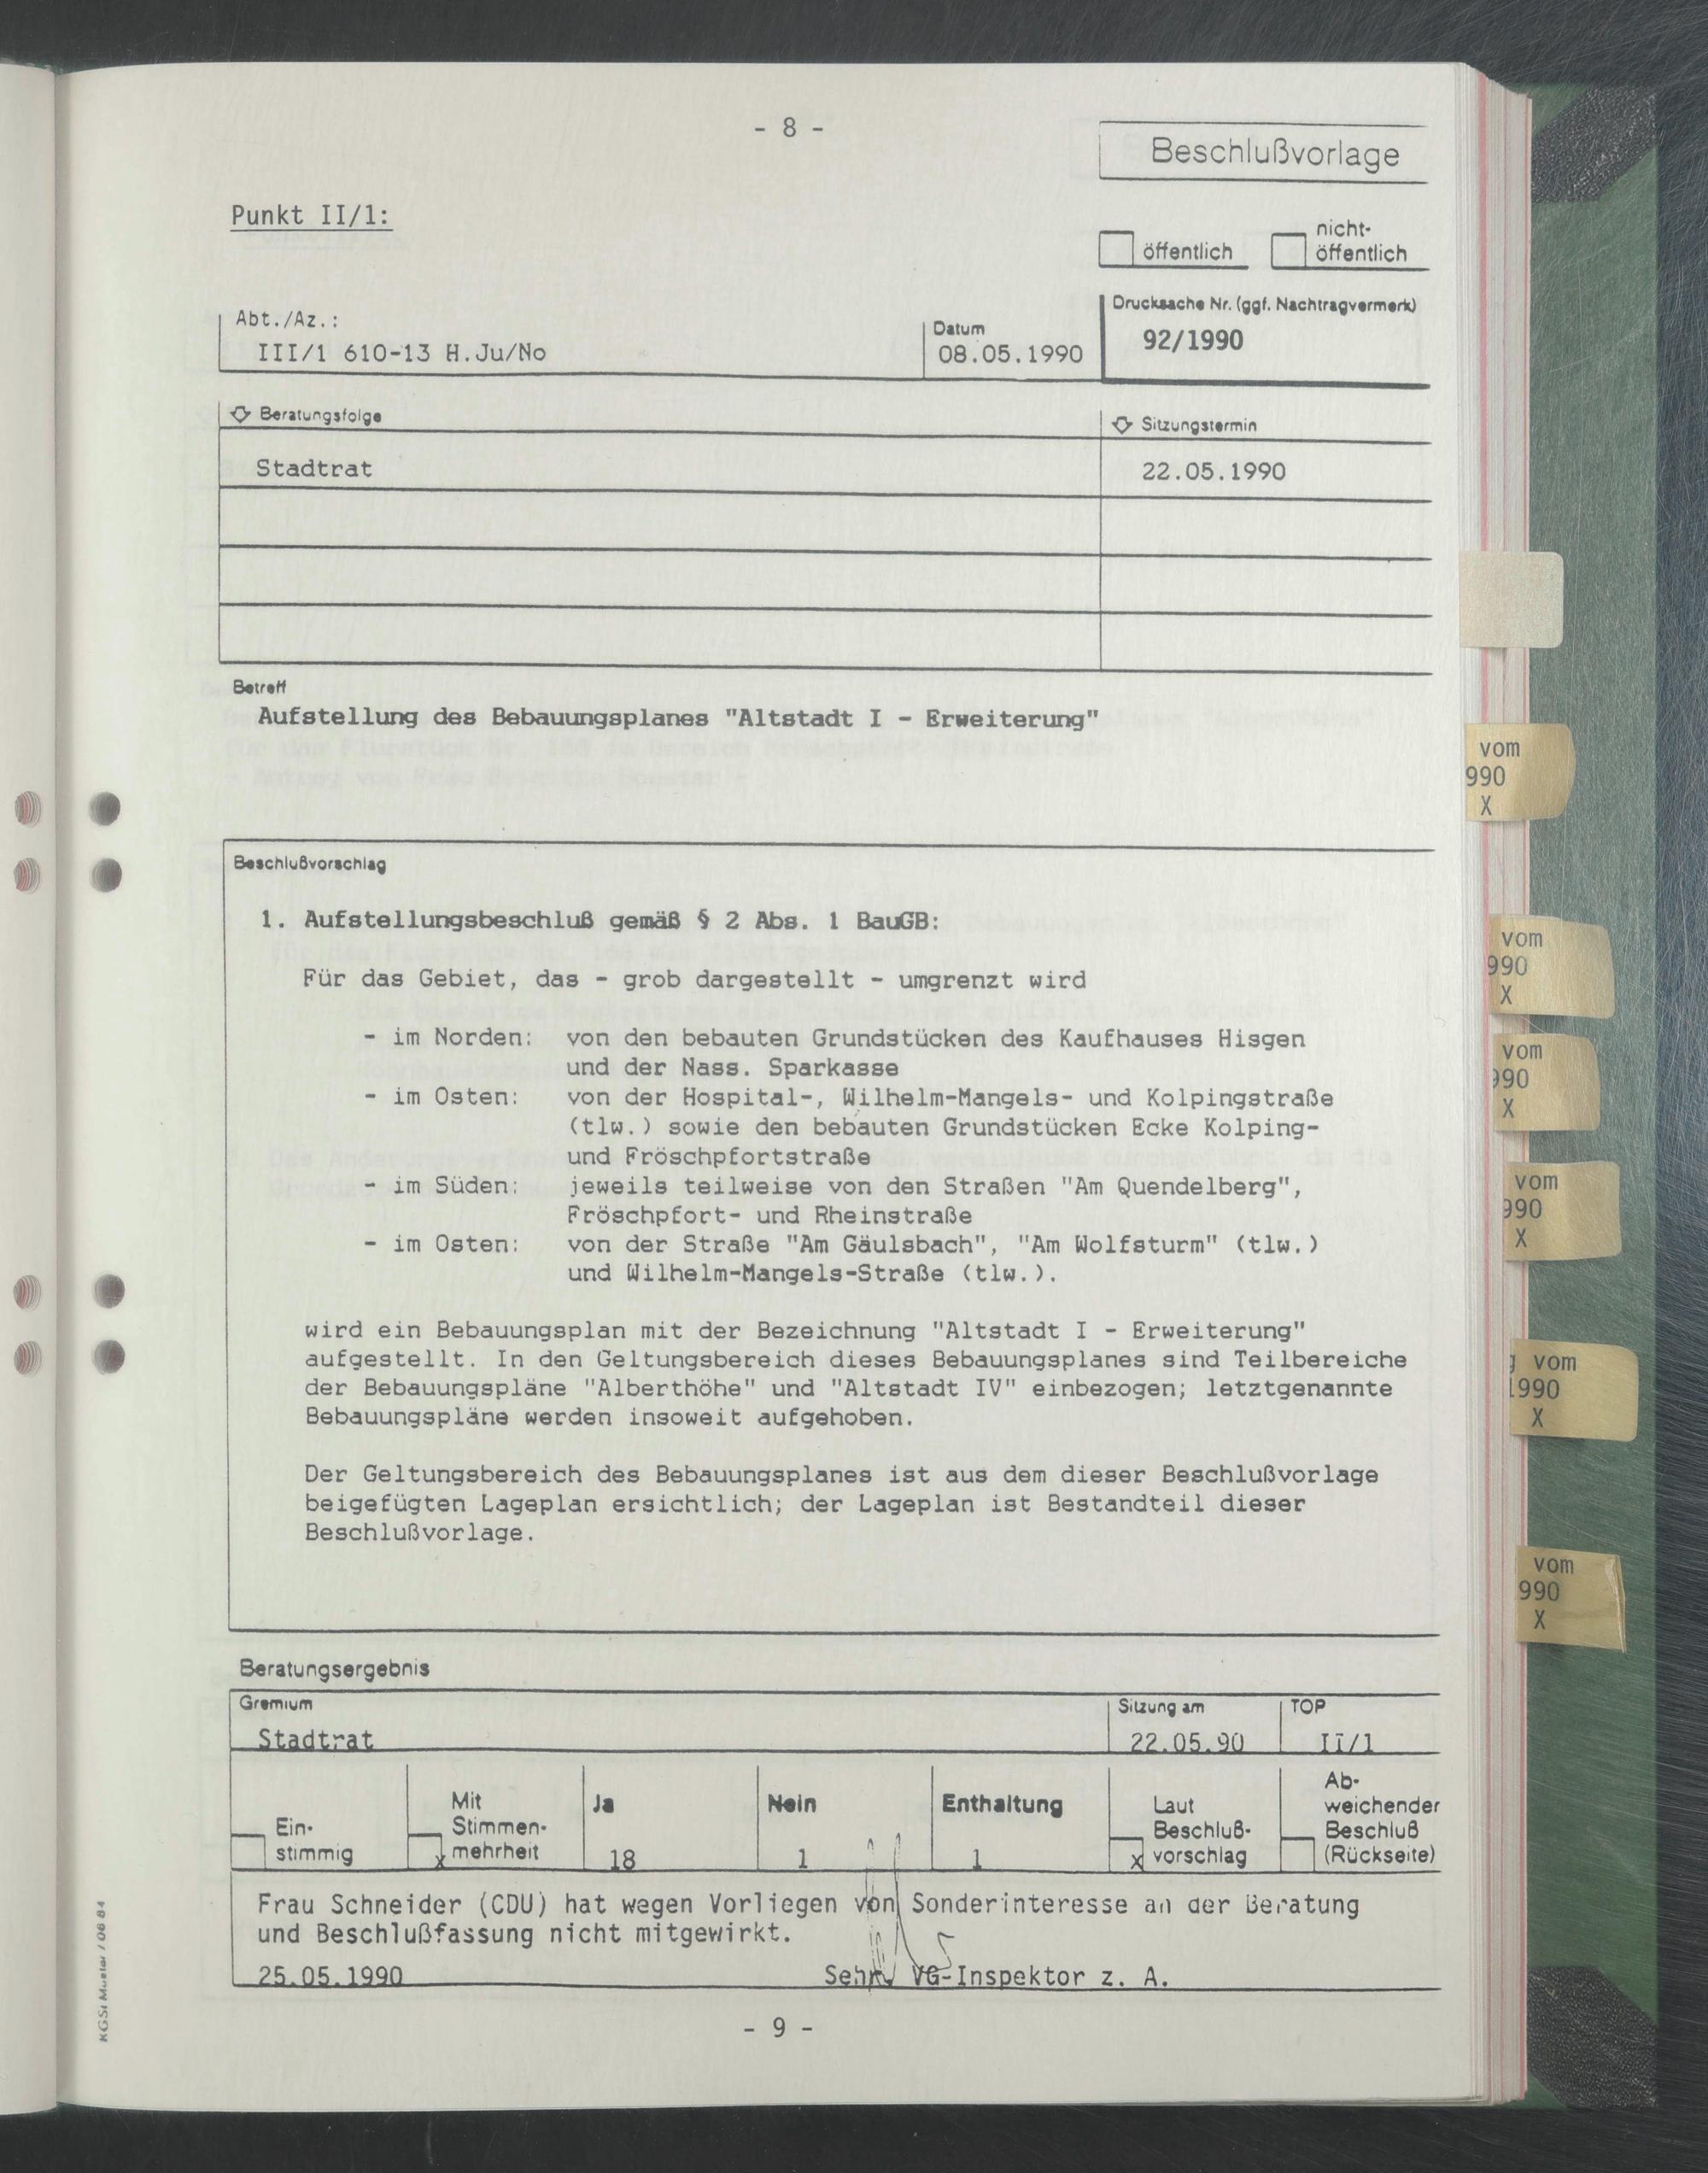 - 8 -
Beschlußvorlage
Punkt II/1:
öffentlich
nicht-
öffentlich
Abt./Az.:
III/1 610-13 H.Ju/No
Datum
08.05.1990
Drucksache Nr. (ggf. Nachtragvermerk)
92/1990
Beratungsfolge
Sitzungstermin
Stadtrat
22.05.1990
Betreff
Aufstellung des Bebauungsplanes "Altstadt I - Erweiterung"
Beschlußvorschlag
1. Aufstellungsbeschluß gemäß § 2 Abs. 1 BauGB:
Für das Gebiet, das - grob dargestellt - umgrenzt wird
- im Norden: von den bebauten Grundstücken des Kaufhauses Hisgen
und der Nass. Sparkasse
- im Osten: von der Hospital-, Wilhelm-Mangels- und Kolpingstraße
(tlw.) sowie den bebauten Grundstücken Ecke Kolping-
und Fröschpfortstraße
- im Süden: jeweils teilweise von den Straßen "Am Quendelberg",
Fröschpfort- und Rheinstraße
- im Osten: von der Straße "Am Gäulsbach", "Am Wolfsturm" (tlw.)
und Wilhelm-Mangels-Straße (tlw.).
wird ein Bebauungsplan mit der Bezeichnung "Altstadt I - Erweiterung"
aufgestellt. In den Geltungsbereich dieses Bebauungsplanes sind Teilbereiche
der Bebauungspläne "Alberthöhe" und "Altstadt IV" einbezogen; letztgenannte
Bebauungspläne werden insoweit aufgehoben.
Der Geltungsbereich des Bebauungsplanes ist aus dem dieser Beschlußvorlage
beigefügten Lageplan ersichtlich; der Lageplan ist Bestandteil dieser
Beschlußvorlage.
Beratungsergebnis
Gremium
Stadtrat
Sitzung am
22.05.90
TOP
II/1
Ein-
stimmig
Mit
Stimmen-
x mehrheit
Ja
18
Nein
1
Enthaltung
1
Laut
Beschluß-
x vorschlag
Ab-
weichender
Beschluß
(Rückseite)
Frau Schneider (CDU) hat wegen Vorliegen von Sonderinteresse an der Beratung
und Beschlußfassung nicht mitgewirkt.
25.05.1990
VG-Inspektor z. A.
- 9 -
KGSt Muster / 06 84
vom
990
X
vom
990
X
vom
990
X
vom
990
X
g vom
1990
X
vom
990
X